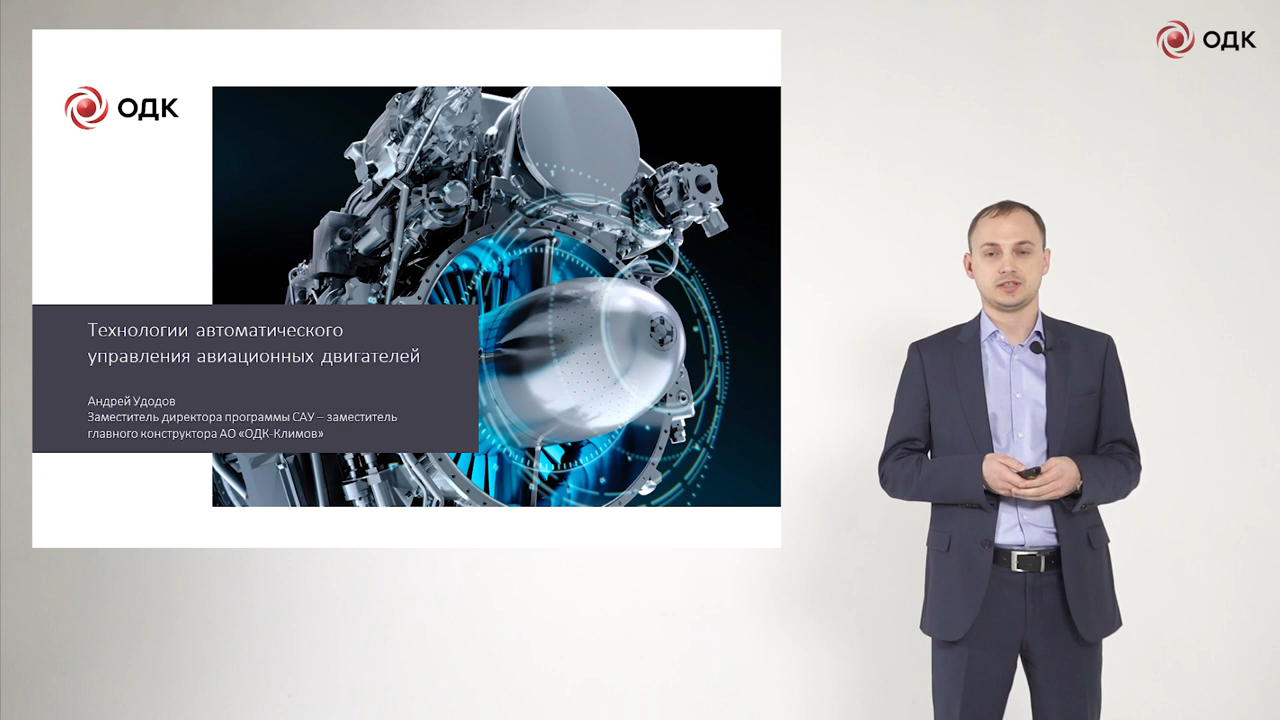 ОДК
ОДК
Технологии автоматического
управления авиационных двигателей
Андрей Удодов
Заместитель директора программы САУ – заместитель
главного конструктора АО «ОДК-Климов»